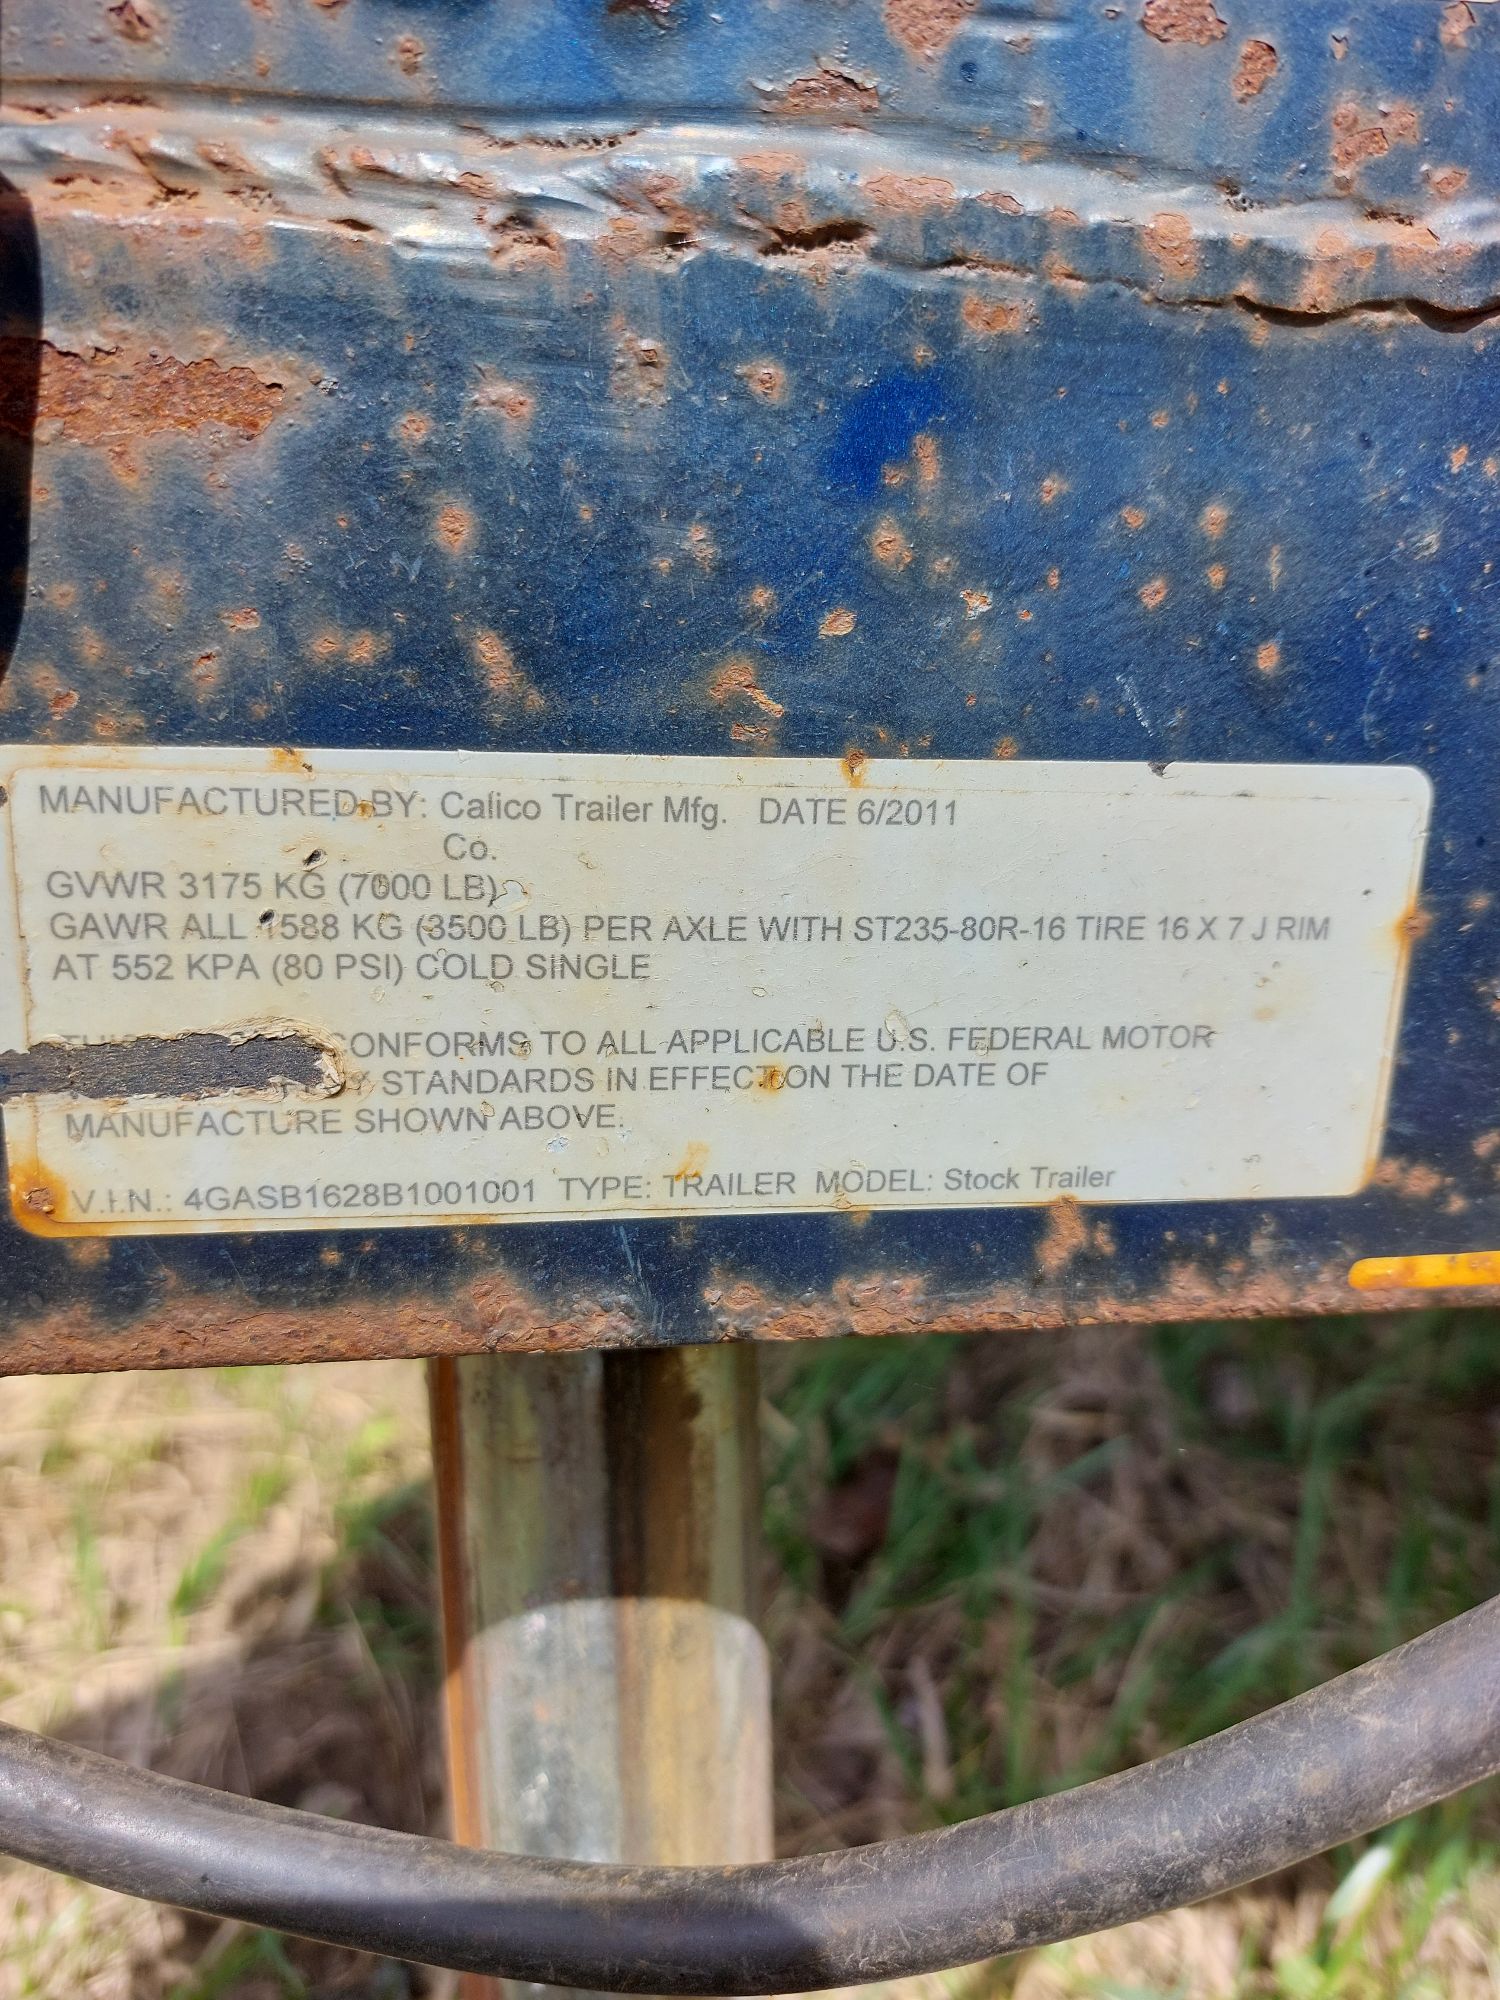 MANUFACTURED BY: Calico Trailer Mfg. DATE 6/2011
Co.
GVWR 3175 KG (7000 LB)
GAWR ALL 1588 KG (3500 LB) PER AXLE WITH ST235-80R-16 TIRE 16 X 7 J RIM
AT 552 KPA (80 PSI) COLD SINGLE
CONFORMS TO ALL APPLICABLE U.S. FEDERAL MOTOR
STANDARDS IN EFFECT ON THE DATE OF
MANUFACTURE SHOWN ABOVE.
V.I.N.: 4GASB1628B1001001 TYPE: TRAILER MODEL: Stock Trailer